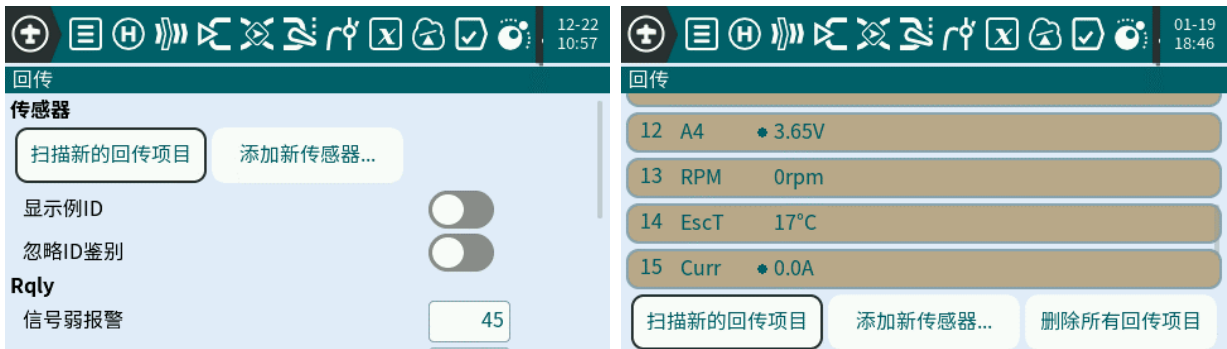 12-22
10:57
回传
传感器
扫描新的回传项目 添加新传感器...
显示例ID
忽略ID鉴别
Rqly
信号弱报警 45
01-19
18:46
回传
12 A4 3.65V
13 RPM 0rpm
14 EscT 17°C
15 Curr 0.0A
扫描新的回传项目 添加新传感器... 删除所有回传项目